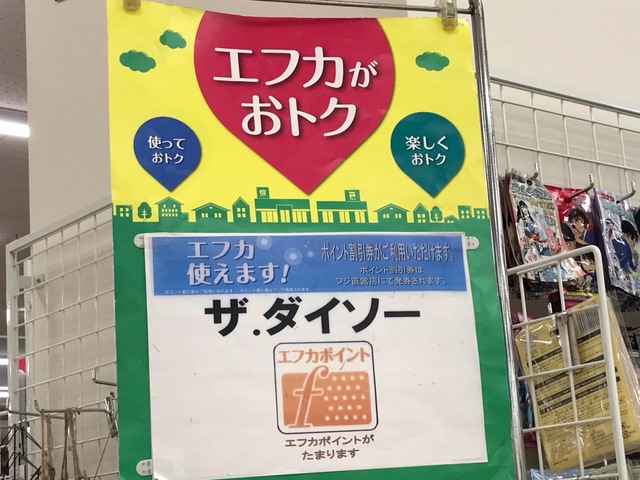 エフカが
おトク
使って
おトク
楽しく
おトク
エフカ
使えます!
ポイント割引券がご利用いただけます。
ポイント割引券は
フジ直営店にて発券されます。
ザ.ダイソー
エフカポイント
f
エフカポイントが
たまります